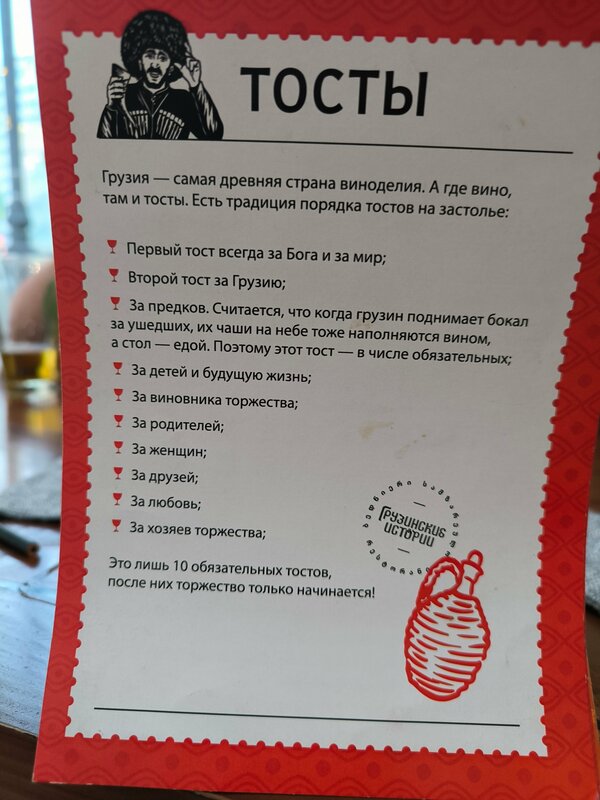 ТОСТЫ
Грузия — самая древняя страна виноделия. А где вино,
там и тосты. Есть традиция порядка тостов на застолье:
Первый тост всегда за Бога и за мир;
Второй тост за Грузию;
За предков. Считается, что когда грузин поднимает бокал
за ушедших, их чаши на небе тоже наполняются вином,
а стол — едой. Поэтому этот тост — в числе обязательных;
За детей и будущую жизнь;
За виновника торжества;
За родителей;
За женщин;
За друзей;
За любовь;
За хозяев торжества;
ГРУЗИНСКИЕ
ИСТОРИИ
Это лишь 10 обязательных тостов,
после них торжество только начинается!